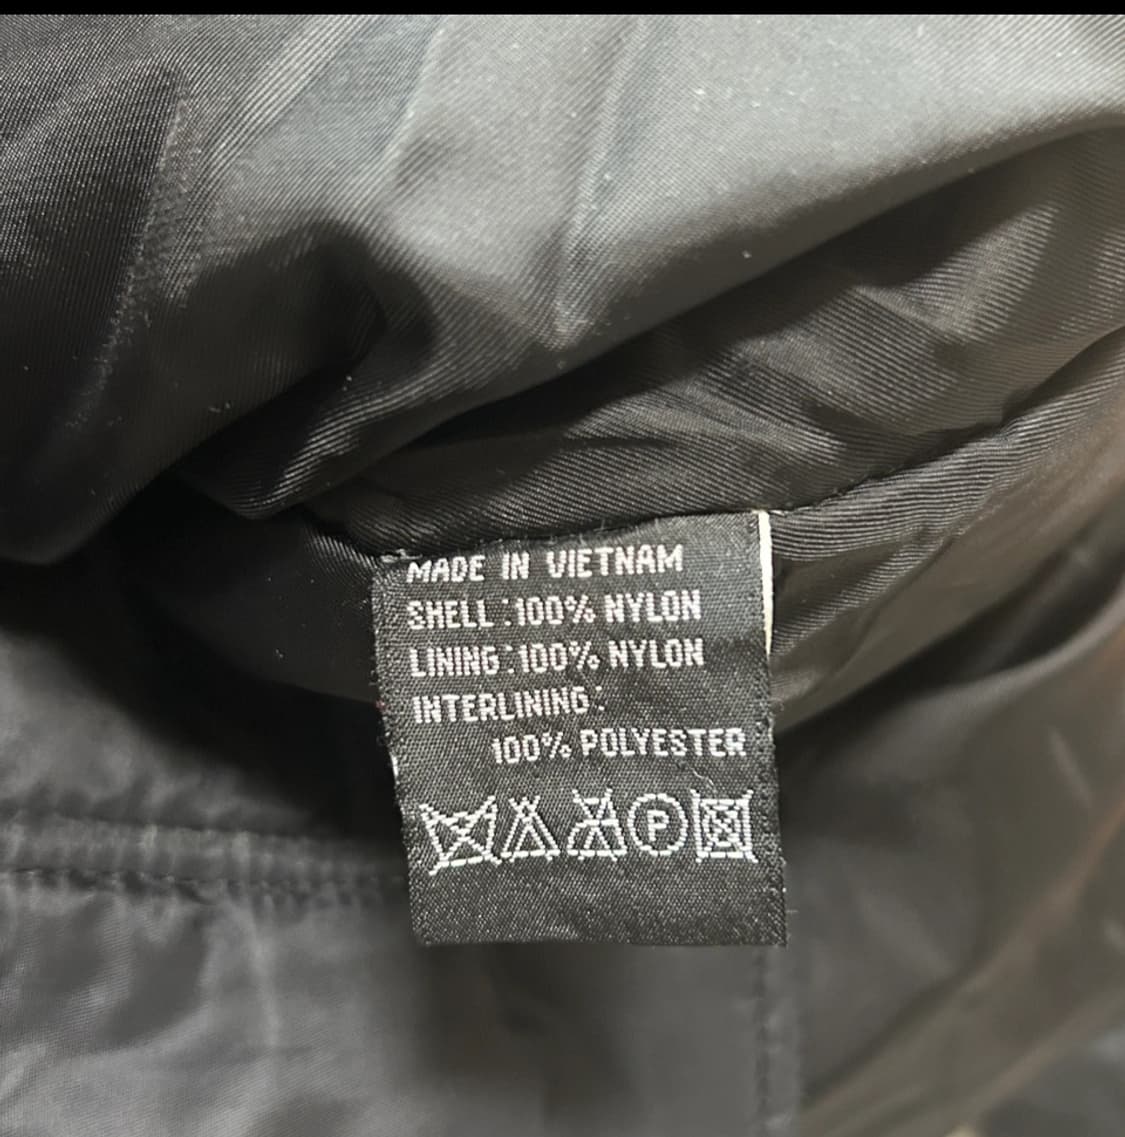 MADE IN VIETNAM
SHELL :100% NYLON
LINING :100% NYLON
INTERLINING :
100% POLYESTER
P